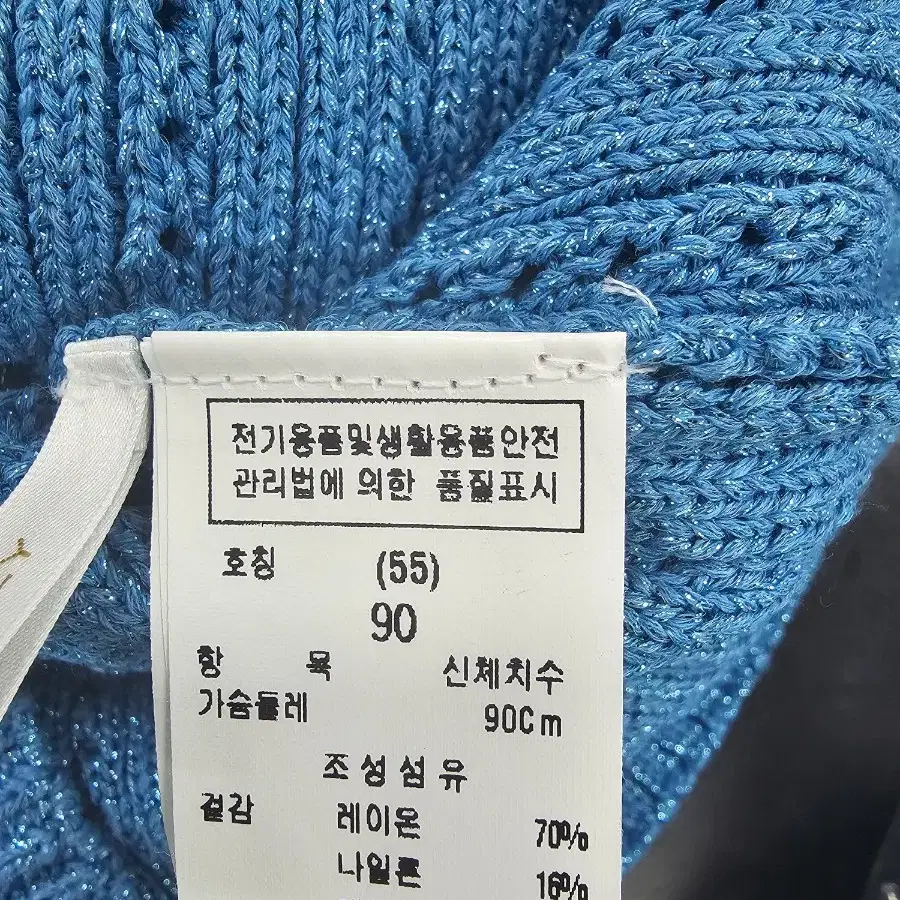 전기용품및생활용품안전
관리법에 의한 품질표시
호칭 (55)
90
항 목 신체치수
가슴둘레 90Cm
조성섬유
겉감 레이온 70%
나일론 16%